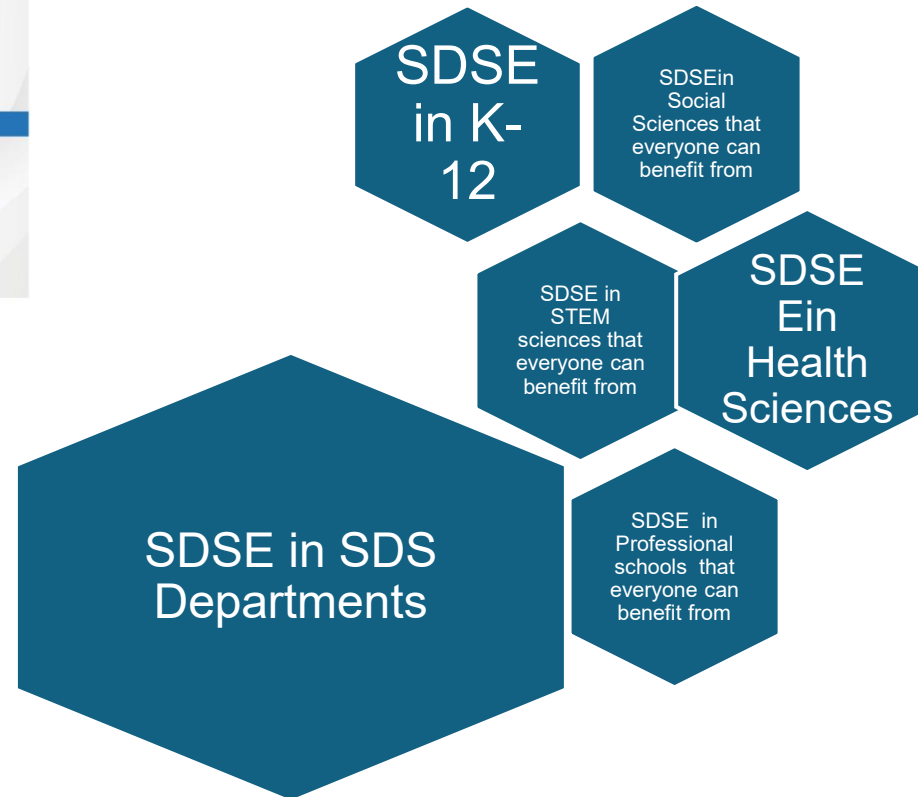 SDSE
in K-
12
SDSEin
Social
Sciences that
everyone can
benefit from
SDSE in
STEM
sciences that
everyone can
benefit from
SDSE
Ein
Health
Sciences
SDSE in SDS
Departments
SDSE in
Professional
schools that
everyone can
benefit from